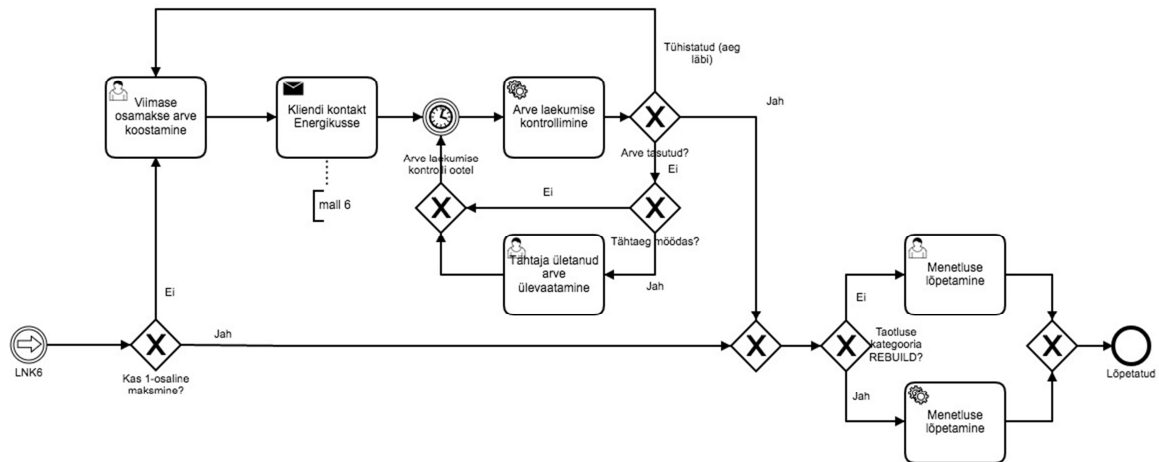 Tühistatud (aeg
läbi)
Viimase
osamakse arve
koostamine
Kliendi kontakt
Energikusse
Arve laekumise
kontrollimine
Jah
Arve tasutud?
Arve laekumise
kontrolli ootel
Ei
mall 6
Ei
Tähtaeg möödas?
Tähtaja ületanud
arve
ülevaatamine
Jah
Menetluse
lõpetamine
Ei
Ei
Jah
LNK6
Kas 1-osaline
maksmine?
Taotluse
kategooria
REBUILD?
Lõpetatud
Jah
Menetluse
lõpetamine